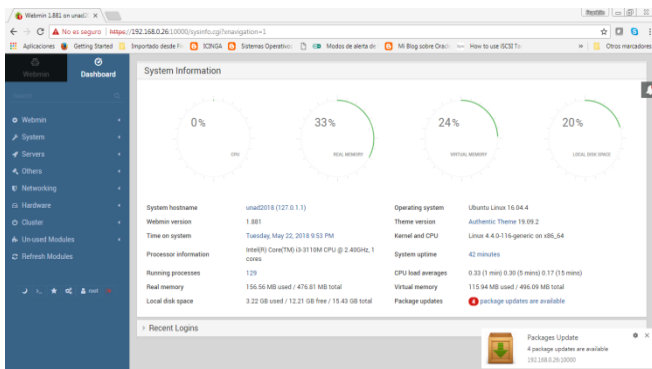 Webmin 1.881 on unad2
No es seguro | https://192.168.0.26:10000/sysinfo.cgi?xnavigation=1
Aplicaciones Getting Started Importado desde Fi ICINGA Sistemas Operativo Modos de alerta de Mi Blog sobre Orac How to use iSCSI Ta » Otros marcadores
Webmin
Dashboard
Search
Webmin
System
Servers
Others
Networking
Hardware
Cluster
Un-used Modules
Refresh Modules
root
System Information
0%
CPU
33%
REAL MEMORY
24%
VIRTUAL MEMORY
20%
LOCAL DISK SPACE
System hostname unad2018 (127.0.1.1) Operating system Ubuntu Linux 16.04.4
Webmin version 1.881 Theme version Authentic Theme 19.09.2
Time on system Tuesday, May 22, 2018 9:53 PM Kernel and CPU Linux 4.4.0-116-generic on x86_64
Processor information Intel(R) Core(TM) i3-3110M CPU @ 2.40GHz, 1 cores System uptime 42 minutes
Running processes 129 CPU load averages 0.33 (1 min) 0.30 (5 mins) 0.17 (15 mins)
Real memory 156.56 MB used / 476.81 MB total Virtual memory 115.94 MB used / 496.09 MB total
Local disk space 3.22 GB used / 12.21 GB free / 15.43 GB total Package updates 4 package updates are available
Recent Logins
Packages Update
4 package updates are available
192.168.0.26:10000